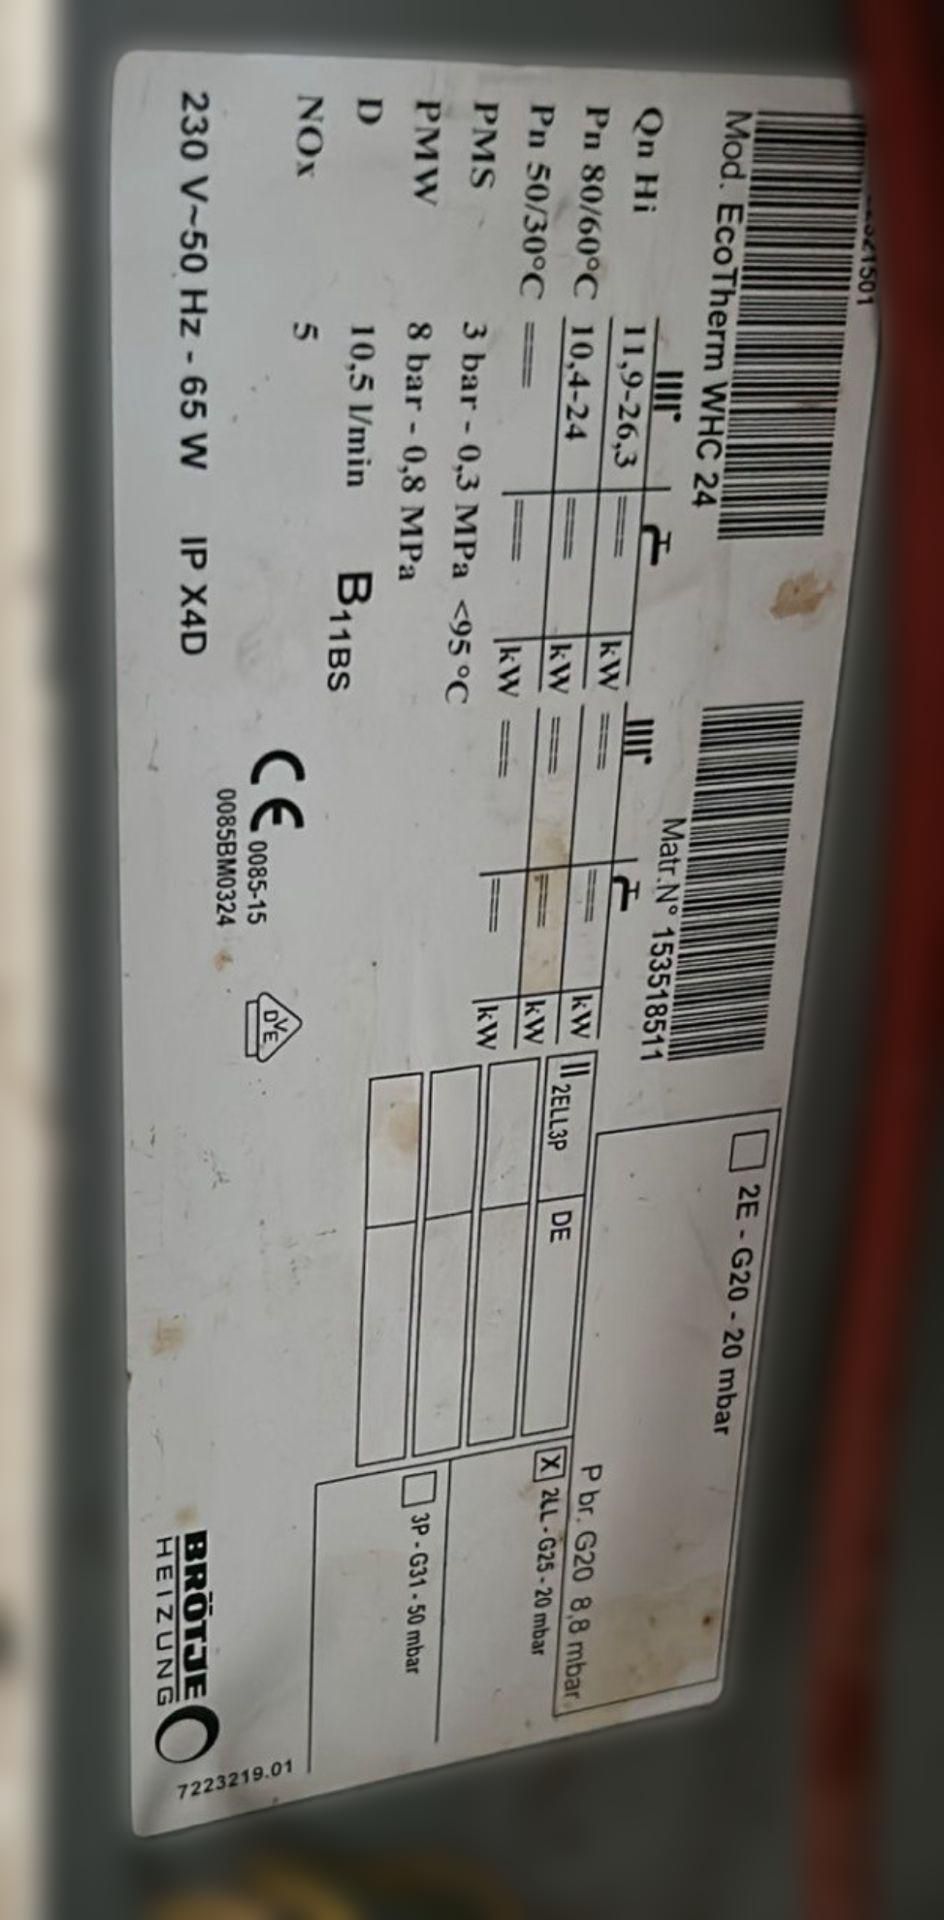 21501
Mod. EcoTherm WHC 24
Matr.N° 153518511
Qn Hi 11,9-26,3 === kW === === kW
Pn 80/60°C 10,4-24 === kW === === kW
Pn 50/30°C === === kW === === kW
PMS 3 bar - 0,3 MPa <95 °C
PMW 8 bar - 0,8 MPa
D 10,5 l/min
B11BS
NOx 5
230 V~50 Hz - 65 W IP X4D
CE 0085-15
0085BM0324
DVE
II 2ELL3P DE
2E - G20 - 20 mbar
P br. G20 8,8 mbar
X 2LL - G25 - 20 mbar
3P - G31 - 50 mbar
BRÖTJE
HEIZUNG
7223219.01